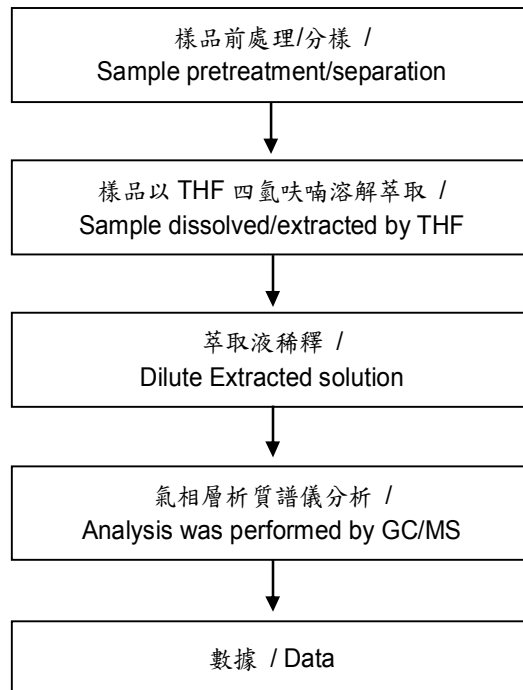 樣品前處理/分樣 /
Sample pretreatment/separation
樣品以 THF 四氫呋喃溶解萃取 /
Sample dissolved/extracted by THF
萃取液稀釋 /
Dilute Extracted solution
氣相層析質譜儀分析 /
Analysis was performed by GC/MS
數據 / Data